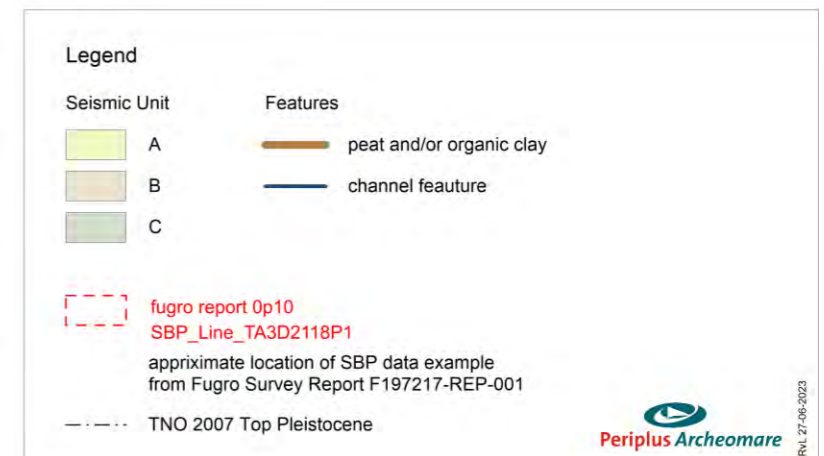 Legend
Seismic Unit
Features
A
peat and/or organic clay
B
channel feauture
C
fugro report 0p10
SBP_Line_TA3D2118P1
appriximate location of SBP data example
from Fugro Survey Report F197217-REP-001
TNO 2007 Top Pleistocene
Periplus Archeomare
RvL 27-06-2023